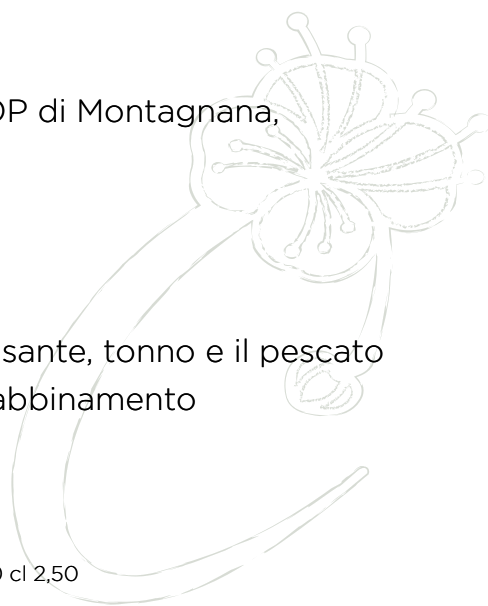 OP di Montagnana,
sante, tonno e il pescato
abbinamento
cl 2,50